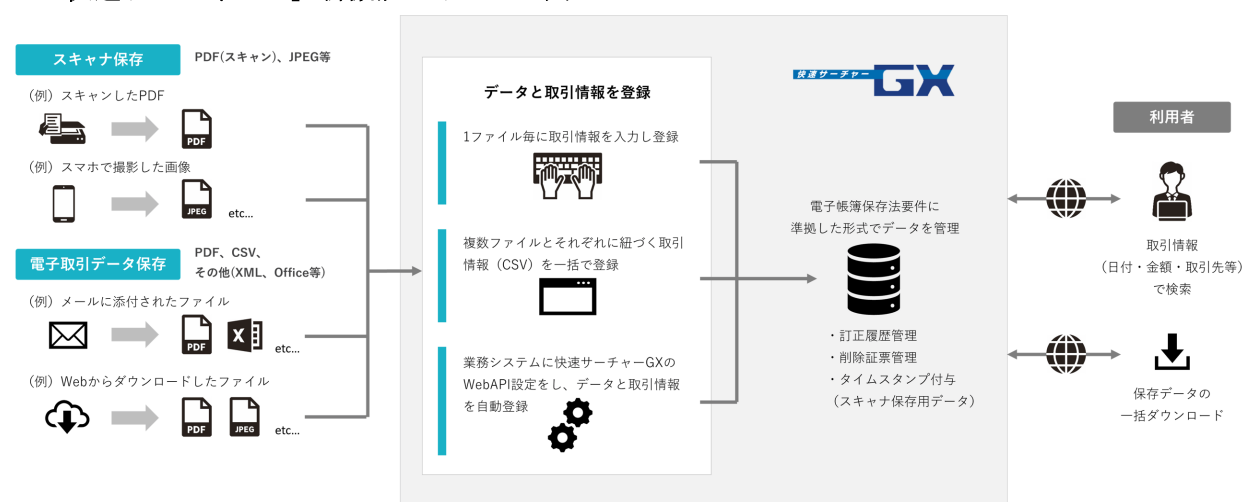 スキャナ保存
PDF(スキャン)、JPEG等
(例) スキャンしたPDF
PDF
(例) スマホで撮影した画像
JPEG
etc...
電子取引データ保存
PDF、CSV、
その他(XML、Office等)
(例) メールに添付されたファイル
PDF
X
etc...
(例) Webからダウンロードしたファイル
PDF
JPEG
etc...
データと取引情報を登録
1ファイル毎に取引情報を入力し登録
複数ファイルとそれぞれに紐づく取引
情報（CSV）を一括で登録
業務システムに快速サーチャーGXの
WebAPI設定をし、データと取引情報
を自動登録
快速サーチャー GX
電子帳簿保存法要件に
準拠した形式でデータを管理
・訂正履歴管理
・削除証票管理
・タイムスタンプ付与
（スキャナ保存用データ）
利用者
取引情報
（日付・金額・取引先等）
で検索
保存データの
一括ダウンロード